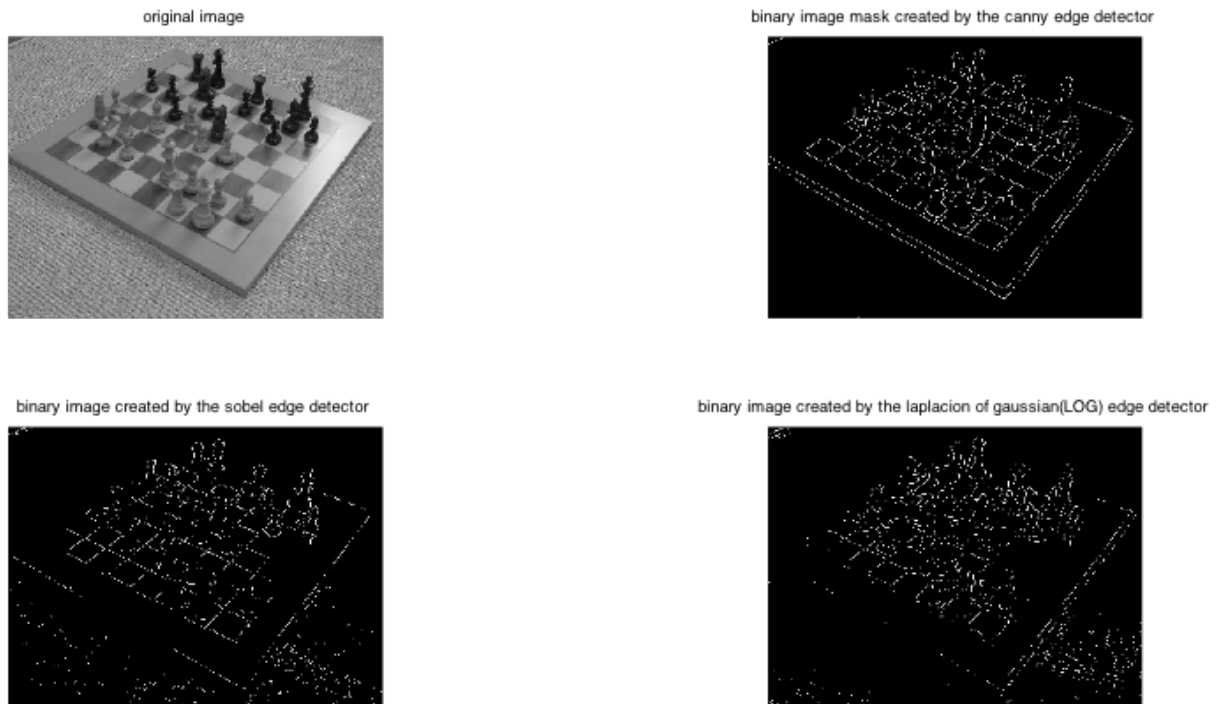 original image
binary image mask created by the canny edge detector
binary image created by the sobel edge detector
binary image created by the laplacion of gaussian(LOG) edge detector